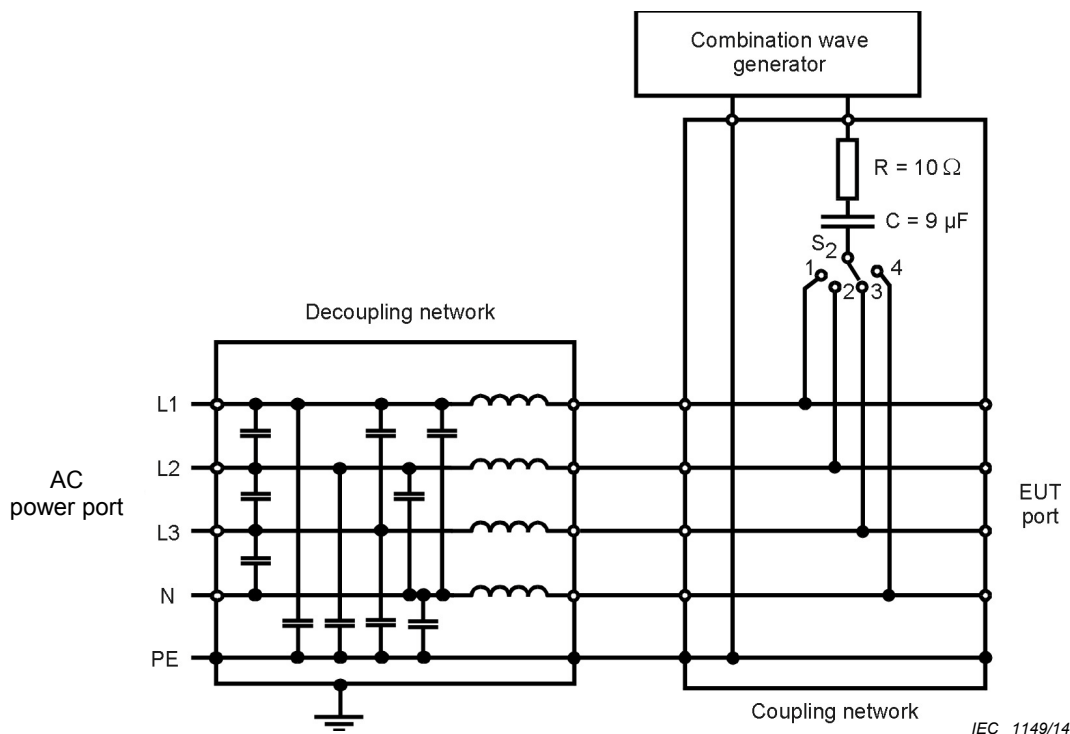 Combination wave
generator
R = 10 Ω
C = 9 µF
S2
1
2
3
4
Decoupling network
L1
L2
L3
N
PE
AC
power port
EUT
port
Coupling network
IEC 1149/14